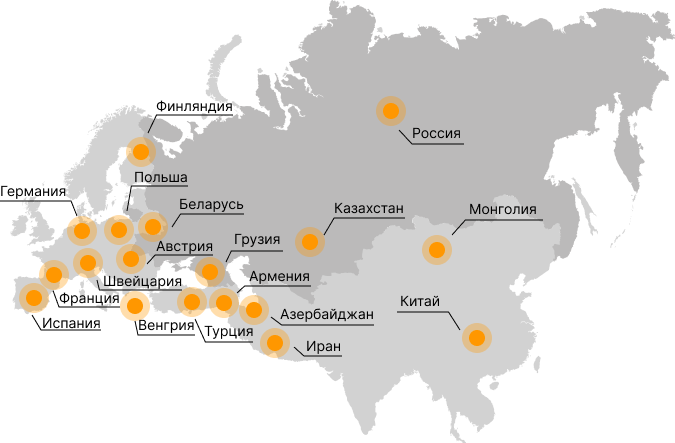 Финляндия
Россия
Польша
Германия
Беларусь
Казахстан
Монголия
Австрия
Грузия
Армения
Швейцария
Франция
Китай
Азербайджан
Испания
Венгрия
Турция
Иран